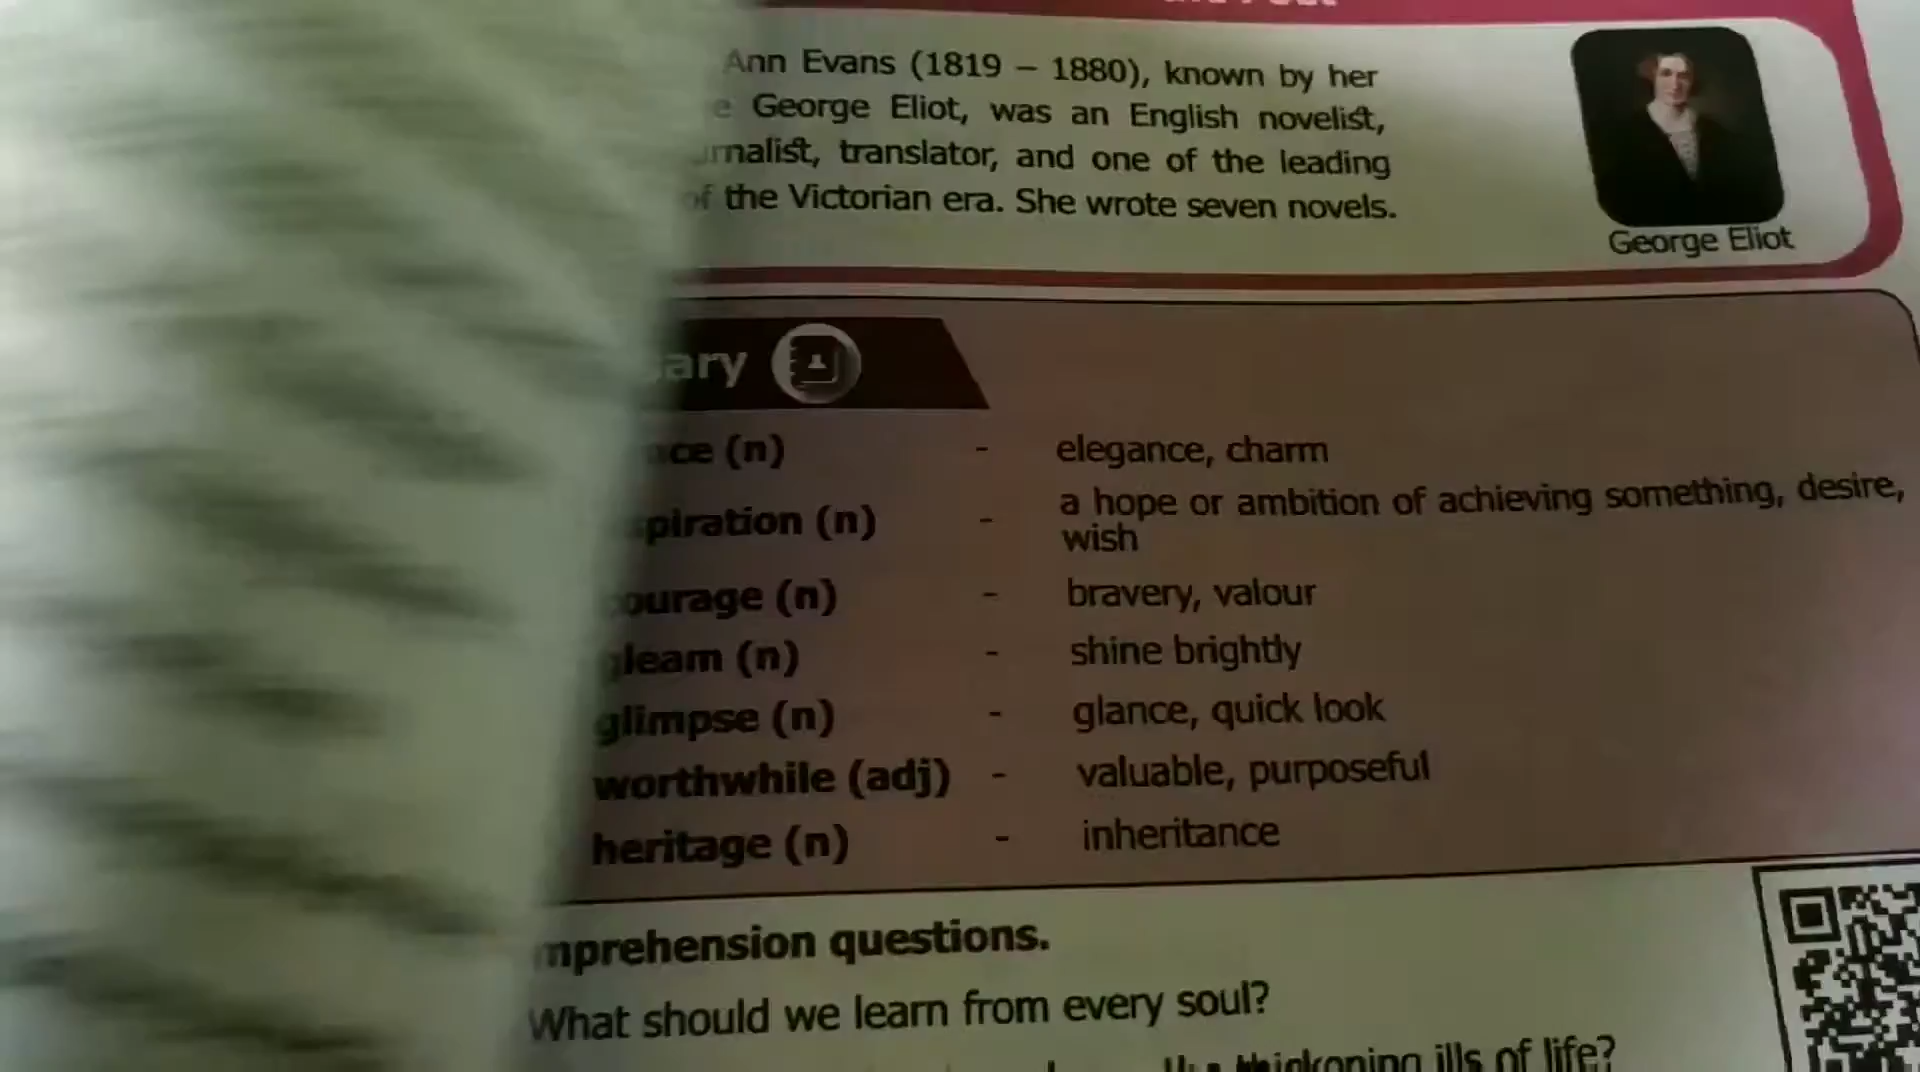 Ann Evans (1819 – 1880), known by her
George Eliot, was an English novelist,
translator, and one of the leading
of the Victorian era. She wrote seven novels.
George Eliot
(n) - elegance, charm
(n) - a hope or ambition of achieving something, desire,
wish
courage (n) - bravery, valour
gleam (n) - shine brightly
glimpse (n) - glance, quick look
worthwhile (adj) - valuable, purposeful
heritage (n) - inheritance
questions.
What should we learn from every soul?
ills of life?